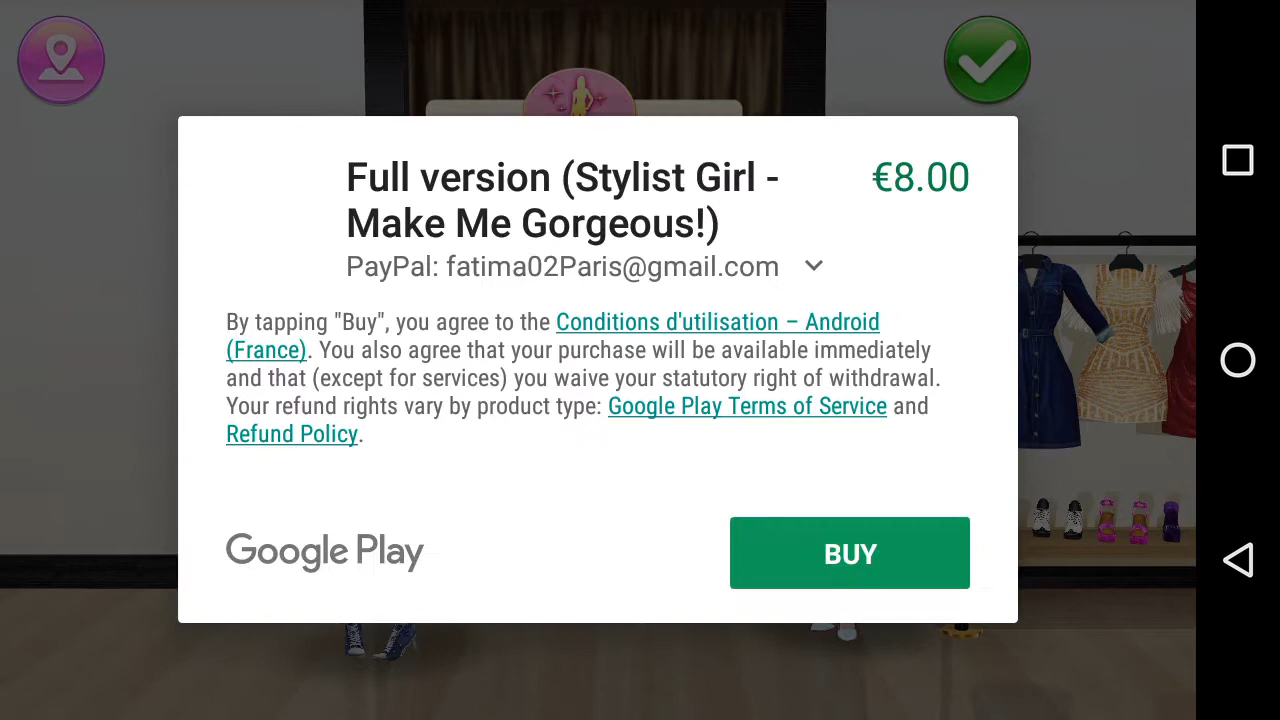 Full version (Stylist Girl -
Make Me Gorgeous!)
€8.00
PayPal: fatima02Paris@gmail.com
By tapping "Buy", you agree to the Conditions d'utilisation – Android
(France). You also agree that your purchase will be available immediately
and that (except for services) you waive your statutory right of withdrawal.
Your refund rights vary by product type: Google Play Terms of Service and
Refund Policy.
Google Play
BUY